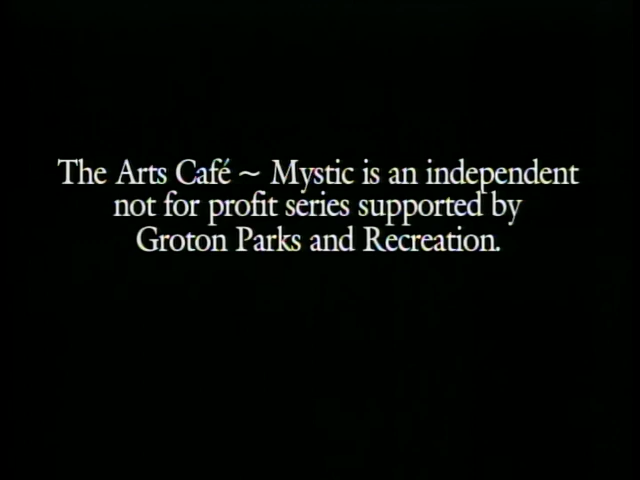 The Arts Café ~ Mystic is an independent
not for profit series supported by
Groton Parks and Recreation.